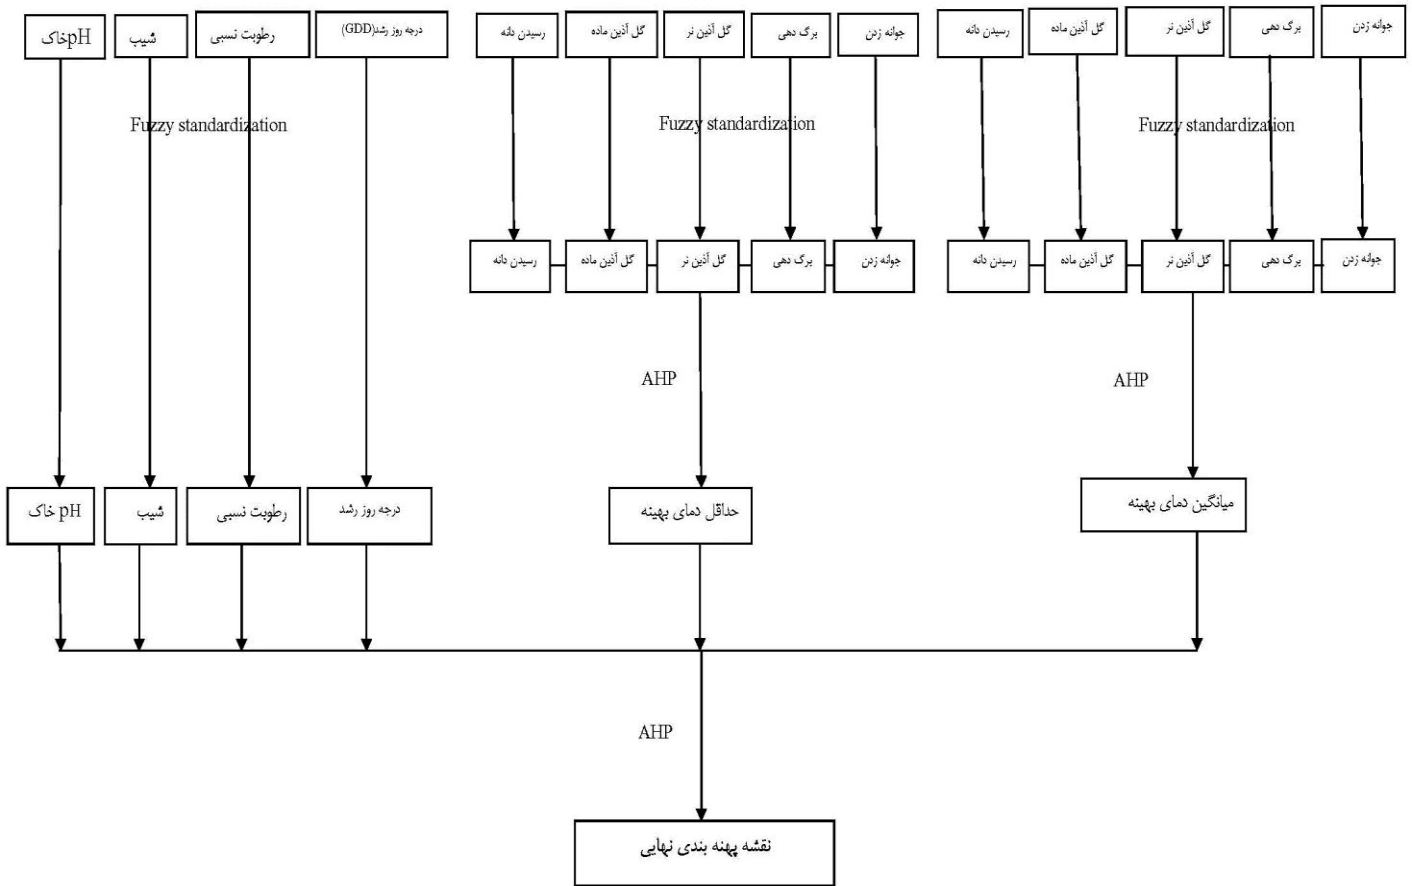 جوانه زدن
برگ دهی
گل آذین نر
گل آذین ماده
رسیدن دانه
جوانه زدن
برگ دهی
گل آذین نر
گل آذین ماده
رسیدن دانه
درجه روز رشد(GDD)
رطوبت نسبی
شیب
pHخاک
Fuzzy standardization
Fuzzy standardization
Fuzzy standardization
جوانه زدن
برگ دهی
گل آذین نر
گل آذین ماده
رسیدن دانه
جوانه زدن
برگ دهی
گل آذین نر
گل آذین ماده
رسیدن دانه
AHP
AHP
میانگین دمای بهینه
حداقل دمای بهینه
درجه روز رشد
رطوبت نسبی
شیب
pH خاک
AHP
نقشه پهنه بندی نهایی